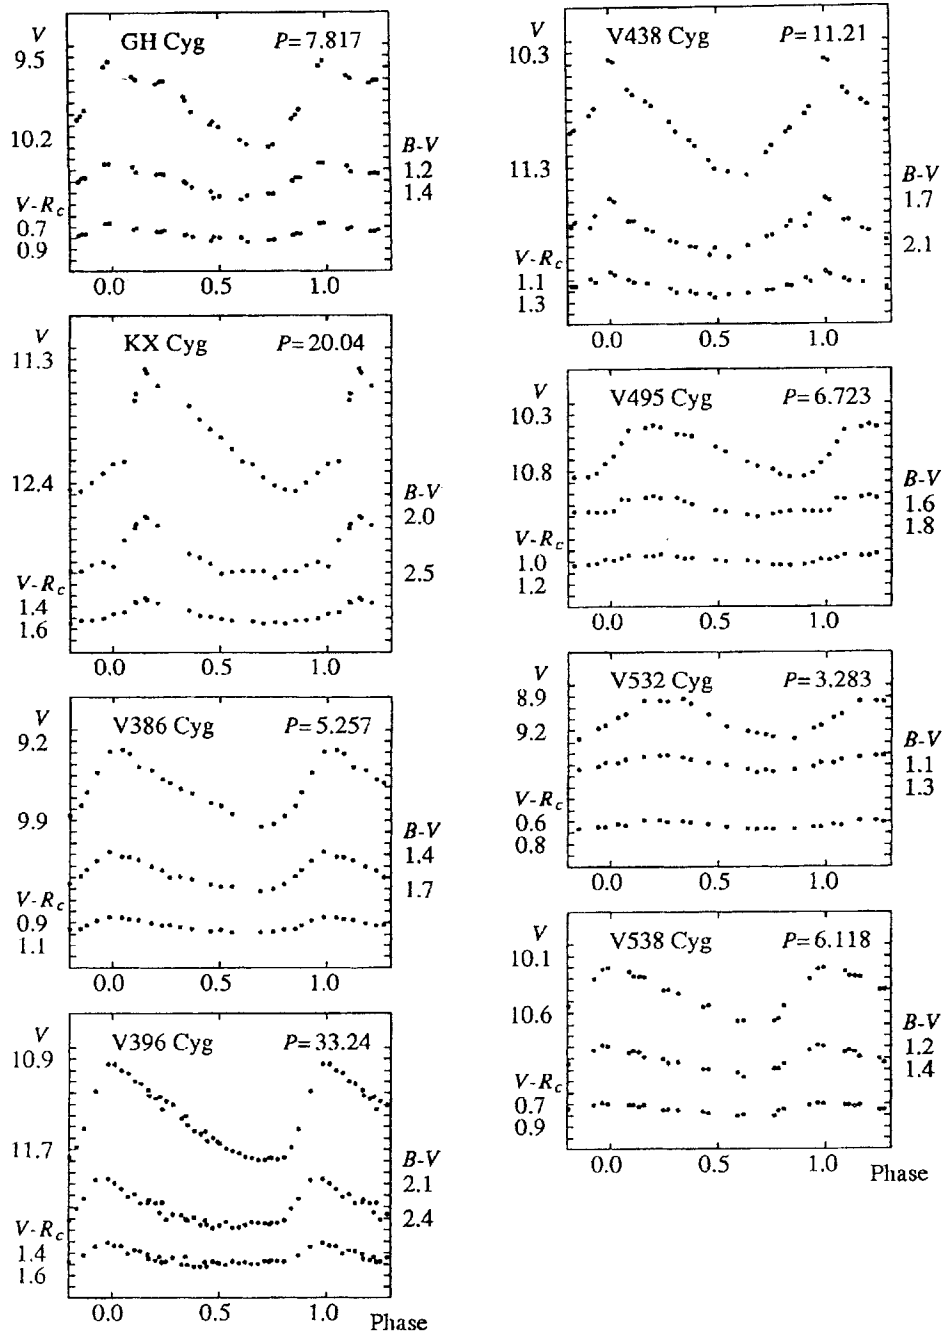 V
GH Cyg P=7.817
9.5
10.2
B-V
1.2
1.4
V-Rc
0.7
0.9
0.0 0.5 1.0
V
KX Cyg P=20.04
11.3
12.4
B-V
2.0
2.5
V-Rc
1.4
1.6
0.0 0.5 1.0
V
V386 Cyg P=5.257
9.2
9.9
B-V
1.4
1.7
V-Rc
0.9
1.1
0.0 0.5 1.0
V
V396 Cyg P=33.24
10.9
11.7
B-V
2.1
2.4
V-Rc
1.4
1.6
0.0 0.5 1.0
Phase
V
V438 Cyg P=11.21
10.3
11.3
B-V
1.7
2.1
V-Rc
1.1
1.3
0.0 0.5 1.0
V
V495 Cyg P=6.723
10.3
10.8
B-V
1.6
1.8
V-Rc
1.0
1.2
0.0 0.5 1.0
V
V532 Cyg P=3.283
8.9
9.2
B-V
1.1
1.3
V-Rc
0.6
0.8
0.0 0.5 1.0
V
V538 Cyg P=6.118
10.1
10.6
B-V
1.2
1.4
V-Rc
0.7
0.9
0.0 0.5 1.0
Phase